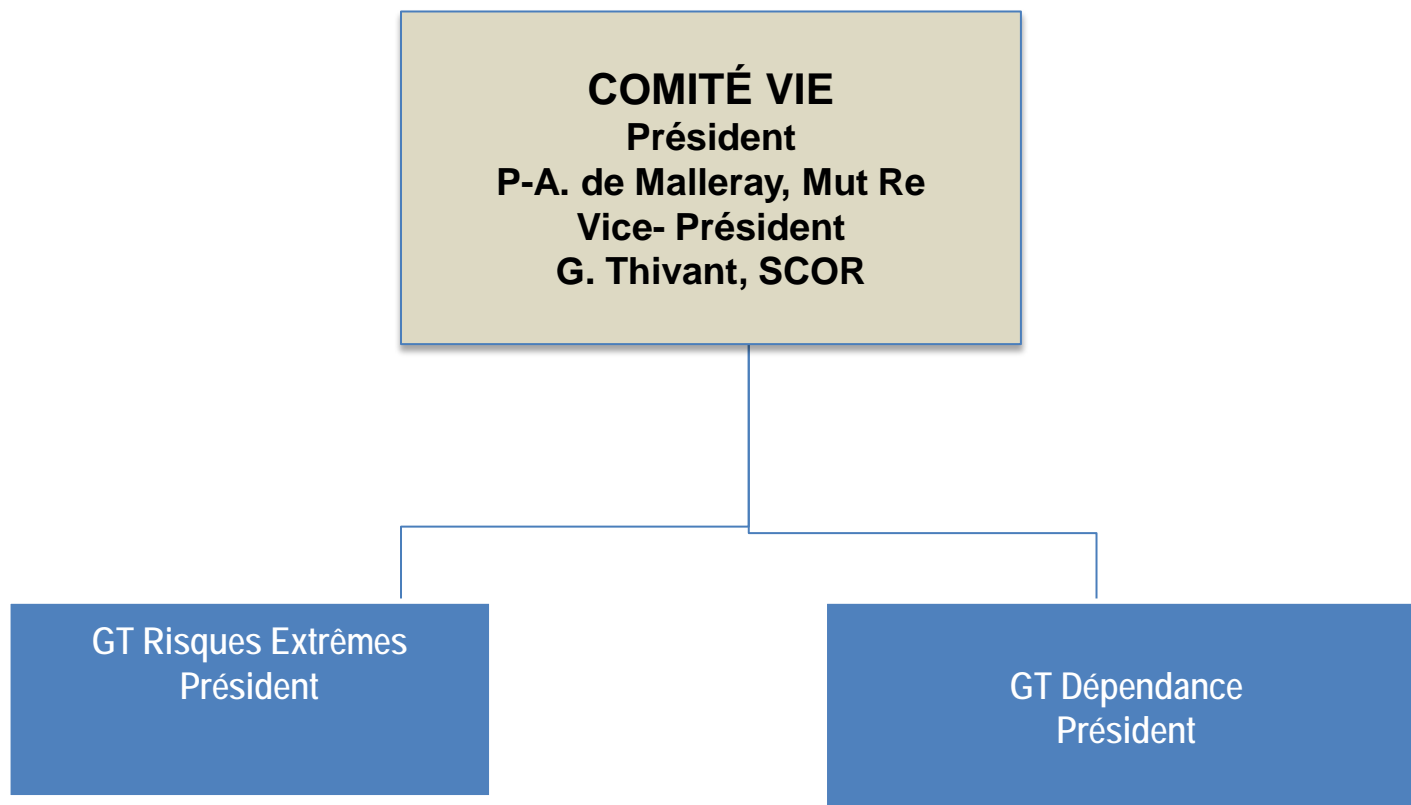 COMITÉ VIE
Président
P-A. de Malleray, Mut Re
Vice- Président
G. Thivant, SCOR
GT Risques Extrêmes
Président
GT Dépendance
Président